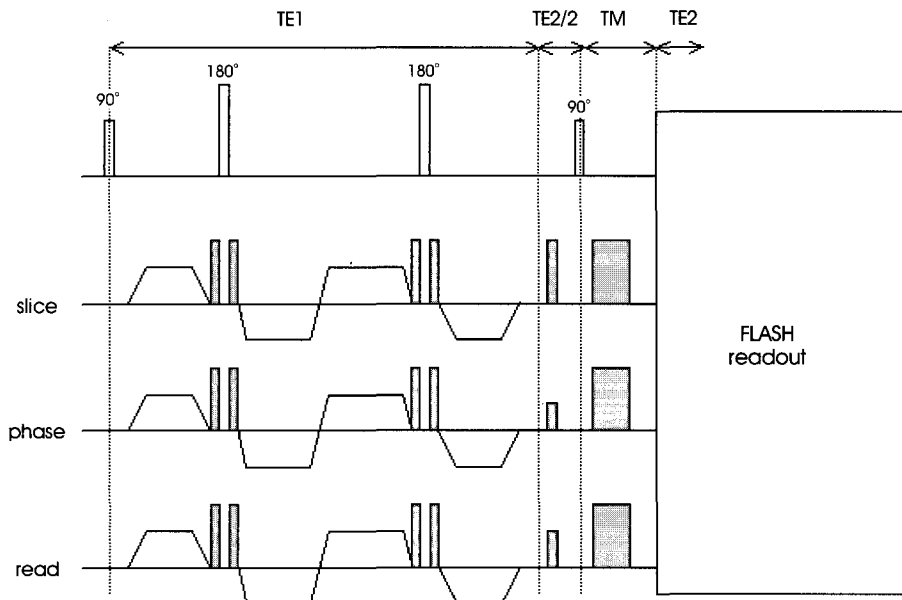 TE1 TE2/2 TM TE2
180° 180°
90° 90°
slice
FLASH
readout
phase
read